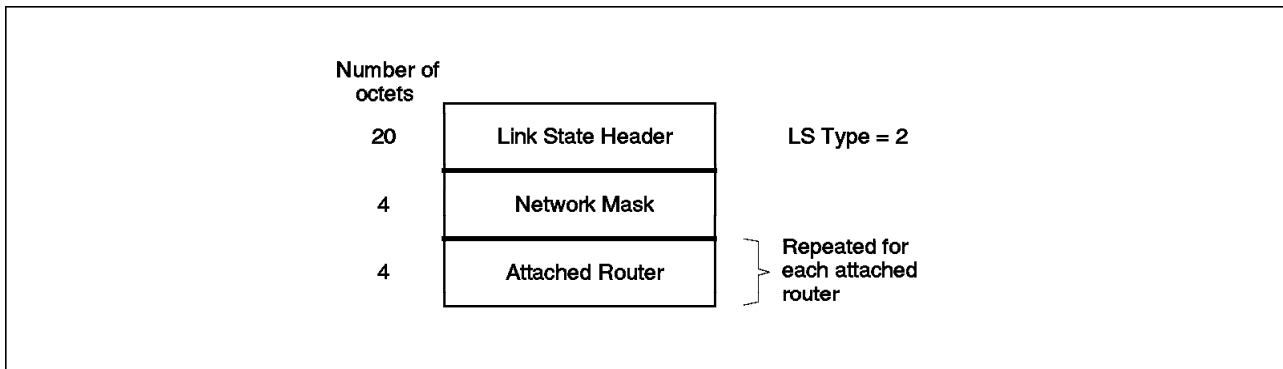 Number of
octets
20
Link State Header
LS Type = 2
4
Network Mask
4
Attached Router
Repeated for
each attached
router